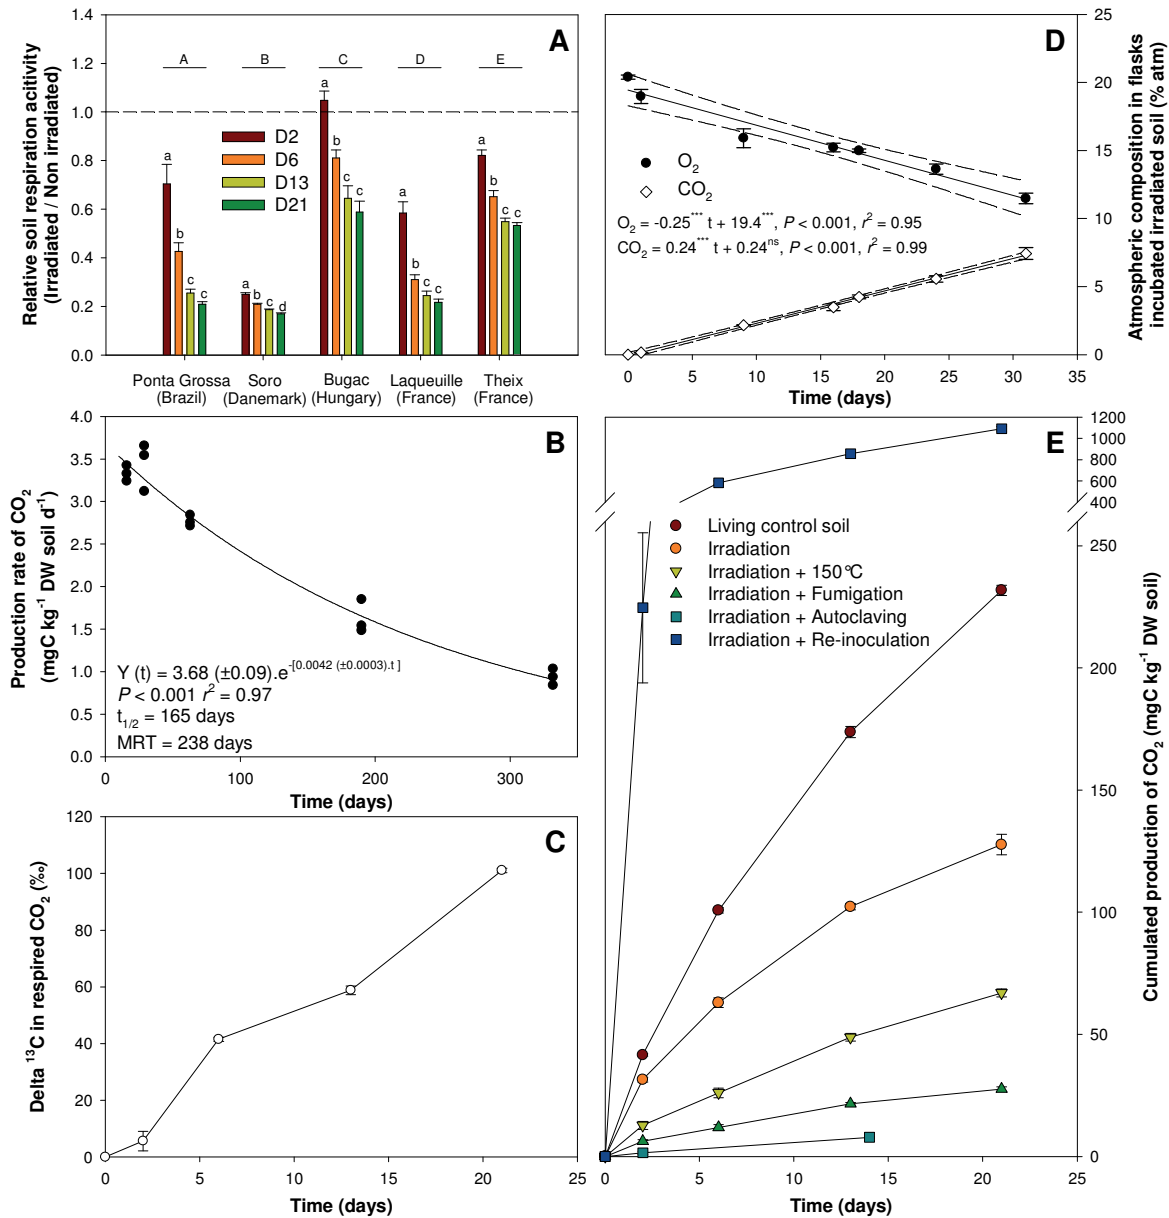 A
Relative soil respiration acitivity
(Irradiated / Non irradiated)
1.4
1.2
1.0
0.8
0.6
0.4
0.2
0.0
A B C D E
a b c c
a b c d
a b c c
a b c c
a b c c
D2
D6
D13
D21
Ponta Grossa
(Brazil)
Soro
(Danemark)
Bugac
(Hungary)
Laqueuille
(France)
Theix
(France)
D
Atmospheric composition in flasks
incubated irradiated soil (% atm)
25
20
15
10
5
0
O2
CO2
O2 = -0.25*** t + 19.4***, P < 0.001, r2 = 0.95
CO2 = 0.24*** t + 0.24ns, P < 0.001, r2 = 0.99
0 5 10 15 20 25 30 35
Time (days)
B
Production rate of CO2
(mgC kg-1 DW soil d-1)
4.0
3.5
3.0
2.5
2.0
1.5
1.0
0.5
0.0
Y (t) = 3.68 (±0.09).e-[0.0042 (±0.0003).t ]
P < 0.001 r2 = 0.97
t1/2 = 165 days
MRT = 238 days
0 100 200 300
Time (days)
C
Delta 13C in respired CO2 (‰)
120
100
80
60
40
20
0
0 5 10 15 20 25
Time (days)
E
Cumulated production of CO2 (mgC kg-1 DW soil)
1200
1000
800
600
400
250
200
150
100
50
0
Living control soil
Irradiation
Irradiation + 150°C
Irradiation + Fumigation
Irradiation + Autoclaving
Irradiation + Re-inoculation
0 5 10 15 20 25
Time (days)